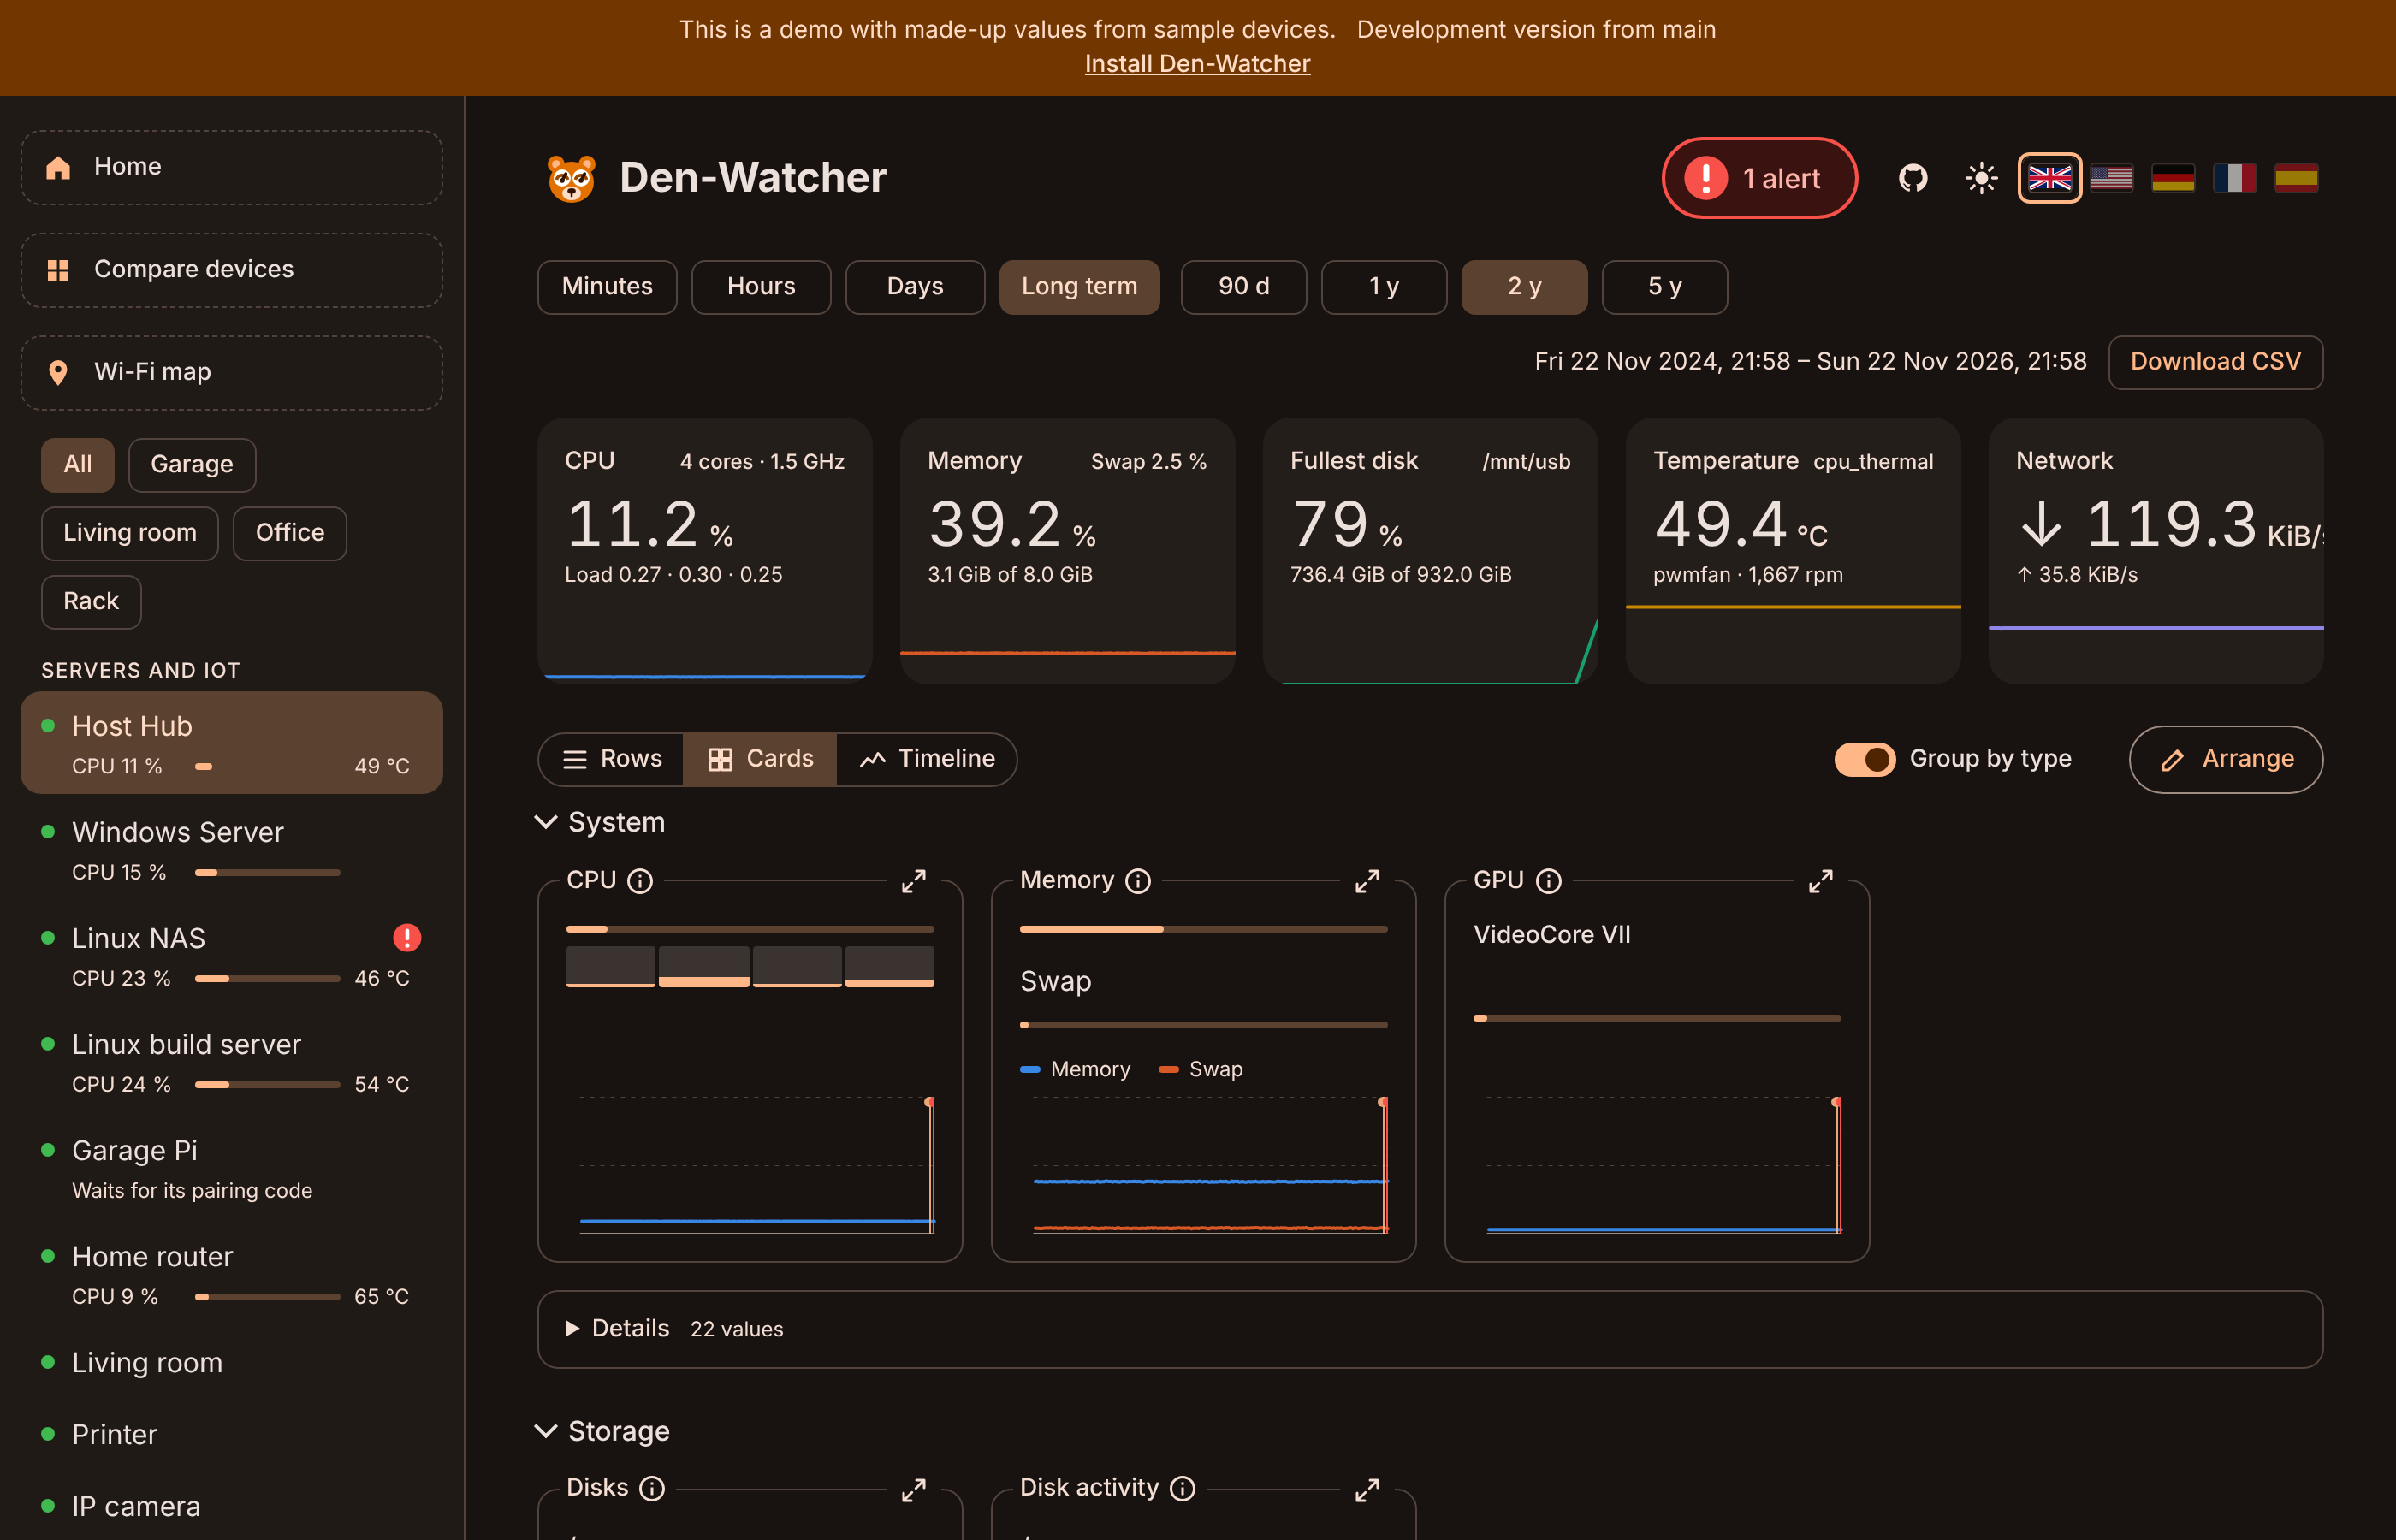 This is a demo with made-up values from sample devices. Development version from main
Install Den-Watcher
Home
Compare devices
Wi-Fi map
All
Garage
Living room
Office
Rack
SERVERS AND IOT
Host Hub
CPU 11 %
49 °C
Windows Server
CPU 15 %
Linux NAS
CPU 23 %
46 °C
Linux build server
CPU 24 %
54 °C
Garage Pi
Waits for its pairing code
Home router
CPU 9 %
65 °C
Living room
Printer
IP camera
Den-Watcher
1 alert
Minutes
Hours
Days
Long term
90 d
1 y
2 y
5 y
Fri 22 Nov 2024, 21:58 – Sun 22 Nov 2026, 21:58
Download CSV
CPU
4 cores · 1.5 GHz
11.2 %
Load 0.27 · 0.30 · 0.25
Memory
Swap 2.5 %
39.2 %
3.1 GiB of 8.0 GiB
Fullest disk
/mnt/usb
79 %
736.4 GiB of 932.0 GiB
Temperature
cpu_thermal
49.4 °C
pwmfan · 1,667 rpm
Network
↓ 119.3 KiB/s
↑ 35.8 KiB/s
Rows
Cards
Timeline
Group by type
Arrange
System
CPU
Memory
Swap
Memory
Swap
GPU
VideoCore VII
Details 22 values
Storage
Disks
Disk activity